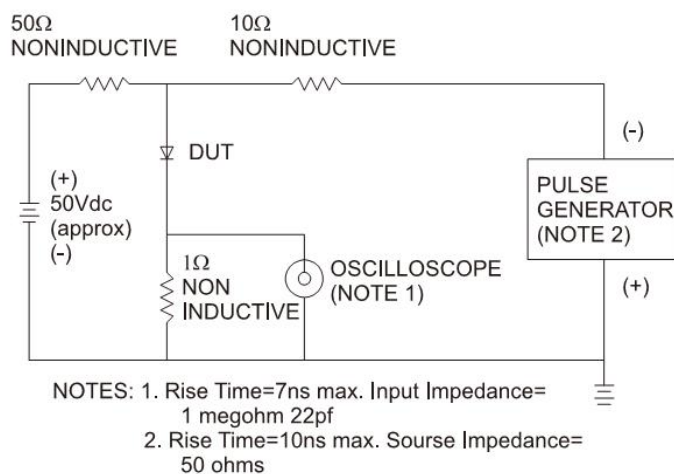 50Ω
NONINDUCTIVE
10Ω
NONINDUCTIVE
DUT
(+)
50Vdc
(approx)
(-)
1Ω
NON
INDUCTIVE
OSCILLOSCOPE
(NOTE 1)
(-)
PULSE
GENERATOR
(NOTE 2)
(+)
NOTES: 1. Rise Time=7ns max. Input Impedance=
1 megohm 22pf
2. Rise Time=10ns max. Sourse Impedance=
50 ohms